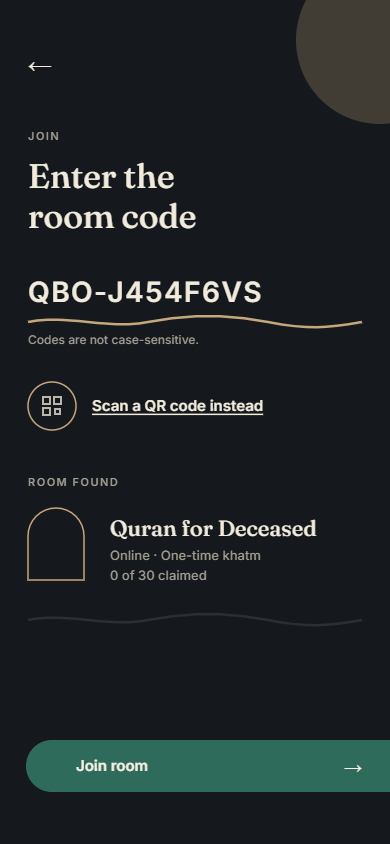 ←
JOIN
Enter the
room code
QBO-J454F6VS
Codes are not case-sensitive.
Scan a QR code instead
ROOM FOUND
Quran for Deceased
Online · One-time khatm
0 of 30 claimed
Join room →